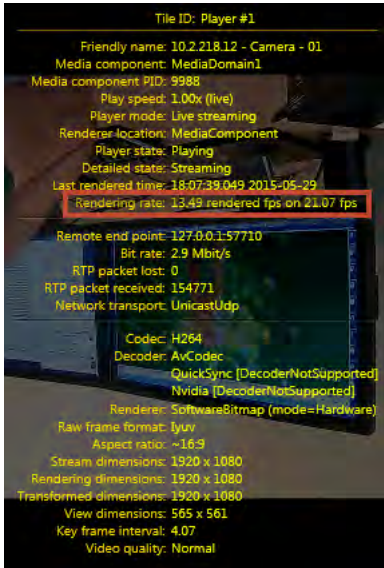 Tile ID: Player #1
Friendly name: 10.2.218.12 - Camera - 01
Media component: MediaDomain1
Media component PID: 9988
Play speed: 1.00x (live)
Player mode: Live streaming
Renderer location: MediaComponent
Player state: Playing
Detailed state: Streaming
Last rendered time: 18:07:39.049 2015-05-29
Rendering rate: 13.49 rendered fps on 21.07 fps
Remote end point: 127.0.0.1:57710
Bit rate: 2.9 Mbit/s
RTP packet lost: 0
RTP packet received: 154771
Network transport: UnicastUdp
Codec: H264
Decoder: AvCodec
QuickSync [DecoderNotSupported]
Nvidia [DecoderNotSupported]
Renderer: SoftwareBitmap (mode=Hardware)
Raw frame format: Iyuv
Aspect ratio: ~16:9
Stream dimensions: 1920 x 1080
Rendering dimensions: 1920 x 1080
Transformed dimensions: 1920 x 1080
View dimensions: 565 x 561
Key frame interval: 4.07
Video quality: Normal